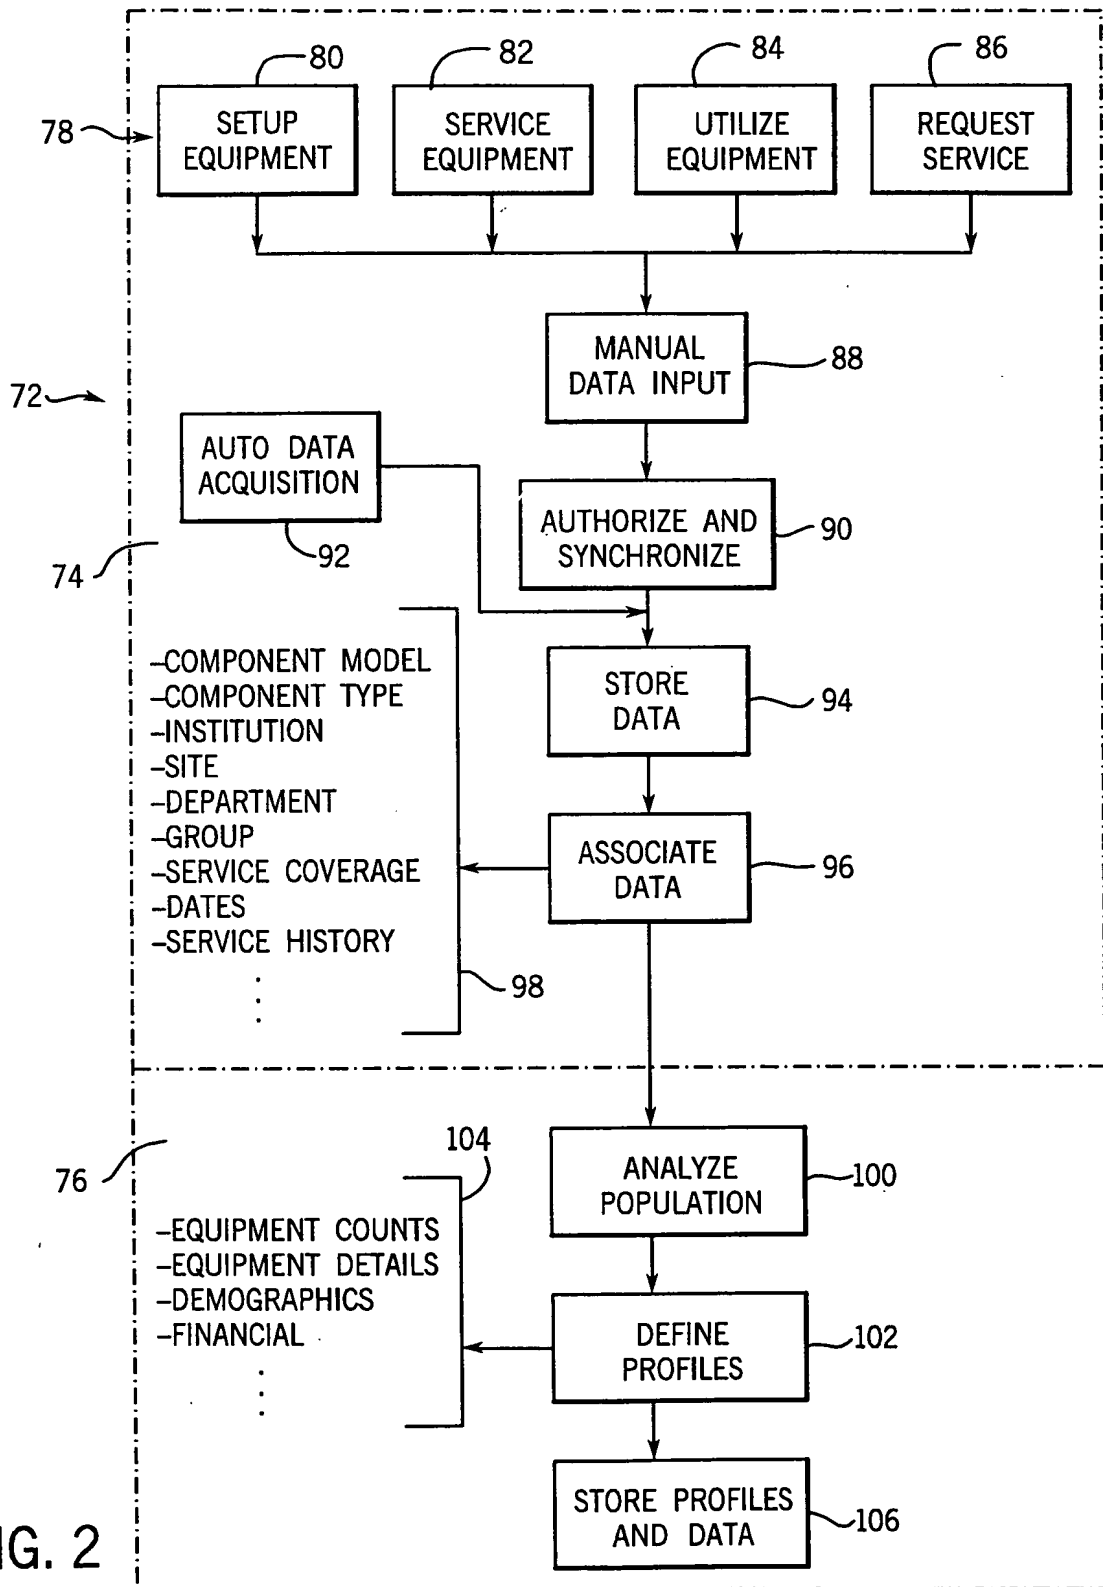 80
82
84
86
78
SETUP
EQUIPMENT
SERVICE
EQUIPMENT
UTILIZE
EQUIPMENT
REQUEST
SERVICE
MANUAL
DATA INPUT
88
72
AUTO DATA
ACQUISITION
92
AUTHORIZE AND
SYNCHRONIZE
90
74
-COMPONENT MODEL
-COMPONENT TYPE
-INSTITUTION
-SITE
-DEPARTMENT
-GROUP
-SERVICE COVERAGE
-DATES
-SERVICE HISTORY
98
STORE
DATA
94
ASSOCIATE
DATA
96
76
104
-EQUIPMENT COUNTS
-EQUIPMENT DETAILS
-DEMOGRAPHICS
-FINANCIAL
ANALYZE
POPULATION
100
DEFINE
PROFILES
102
STORE PROFILES
AND DATA
106
IG. 2